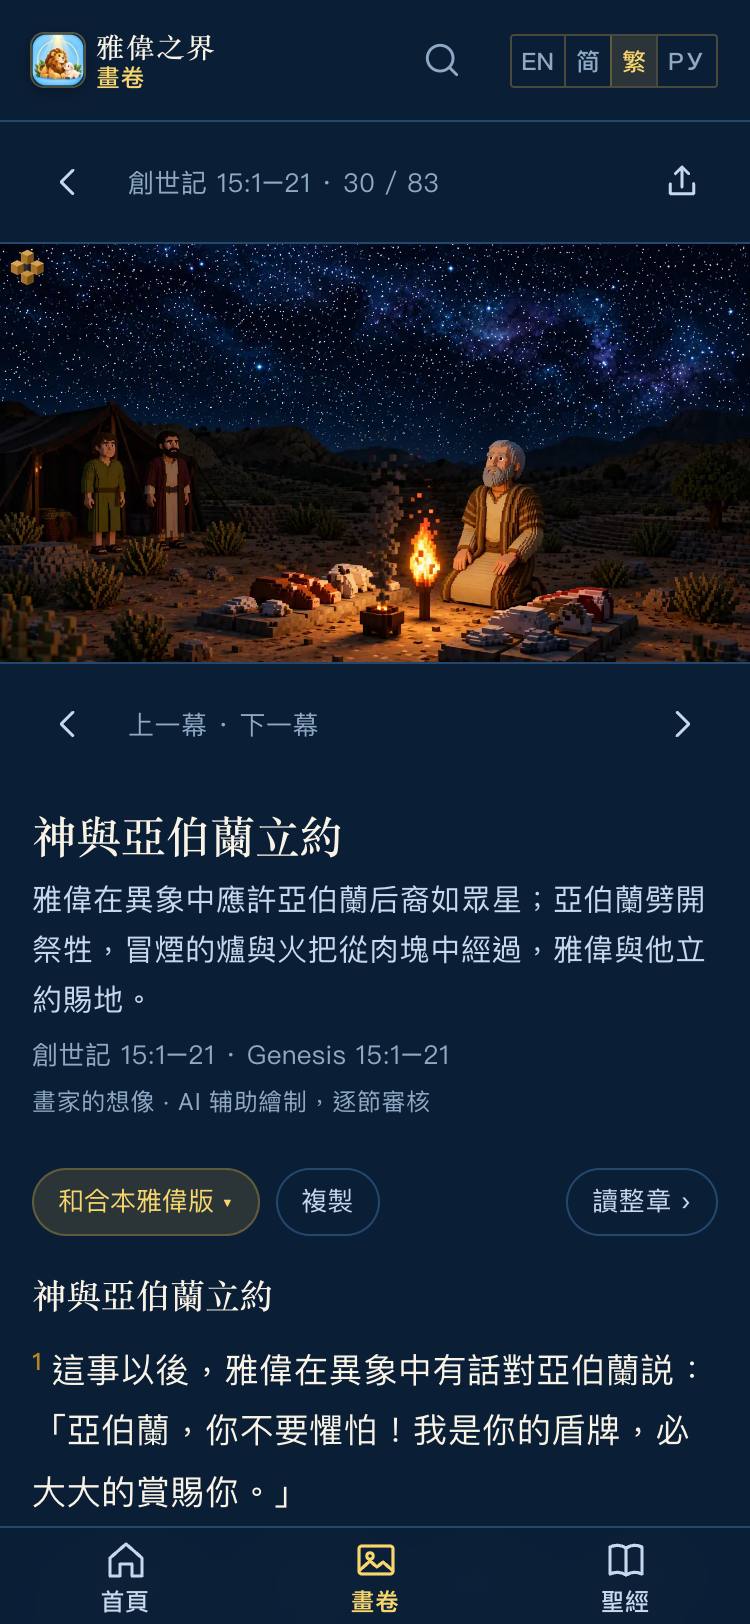 雅偉之界
畫卷
EN 简 繁 РУ
創世記 15:1–21 · 30 / 83
上一幕 · 下一幕
神與亞伯蘭立約
雅偉在異象中應許亞伯蘭后裔如眾星；亞伯蘭劈開
祭牲，冒煙的爐與火把從肉塊中經過，雅偉與他立
約賜地。
創世記 15:1–21 · Genesis 15:1–21
畫家的想像 · AI 辅助繪制，逐節審核
和合本雅偉版 ▾ 複製 讀整章 ›
神與亞伯蘭立約
1 這事以後，雅偉在異象中有話對亞伯蘭説：
「亞伯蘭，你不要懼怕！我是你的盾牌，必
大大的賞賜你。」
首頁 畫卷 聖經